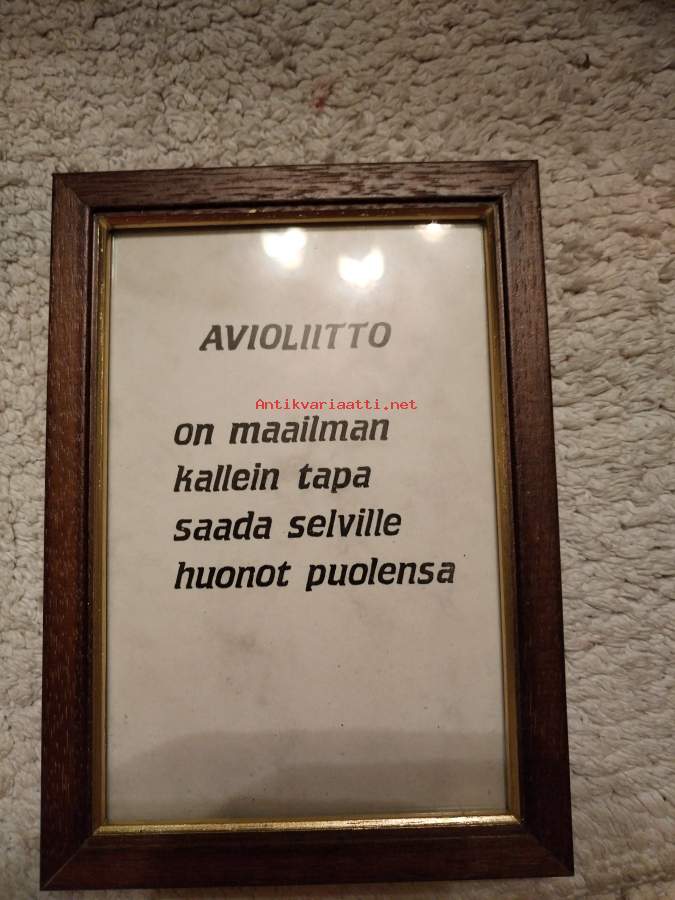 AVIOLIITTO
Antikvariaatti.net
on maailman
kallein tapa
saada selville
huonot puolensa